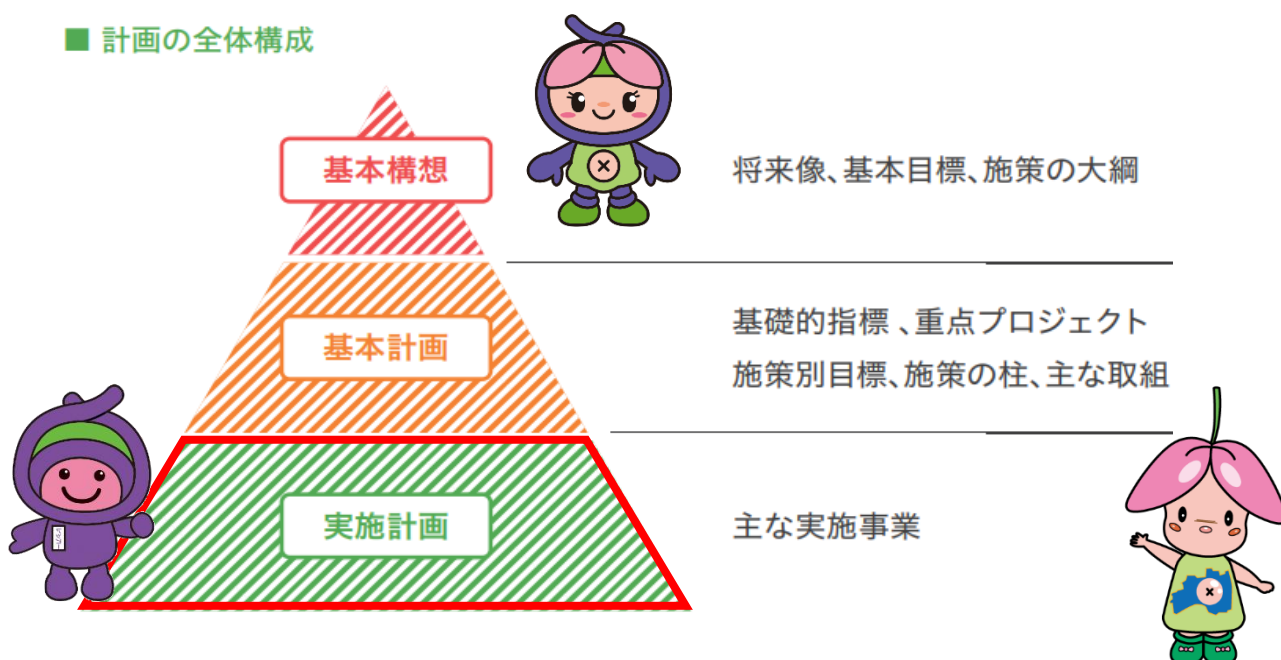 ■ 計画の全体構成
基本構想
将来像、基本目標、施策の大綱
基本計画
基礎的指標 、重点プロジェクト
施策別目標、施策の柱、主な取組
実施計画
主な実施事業